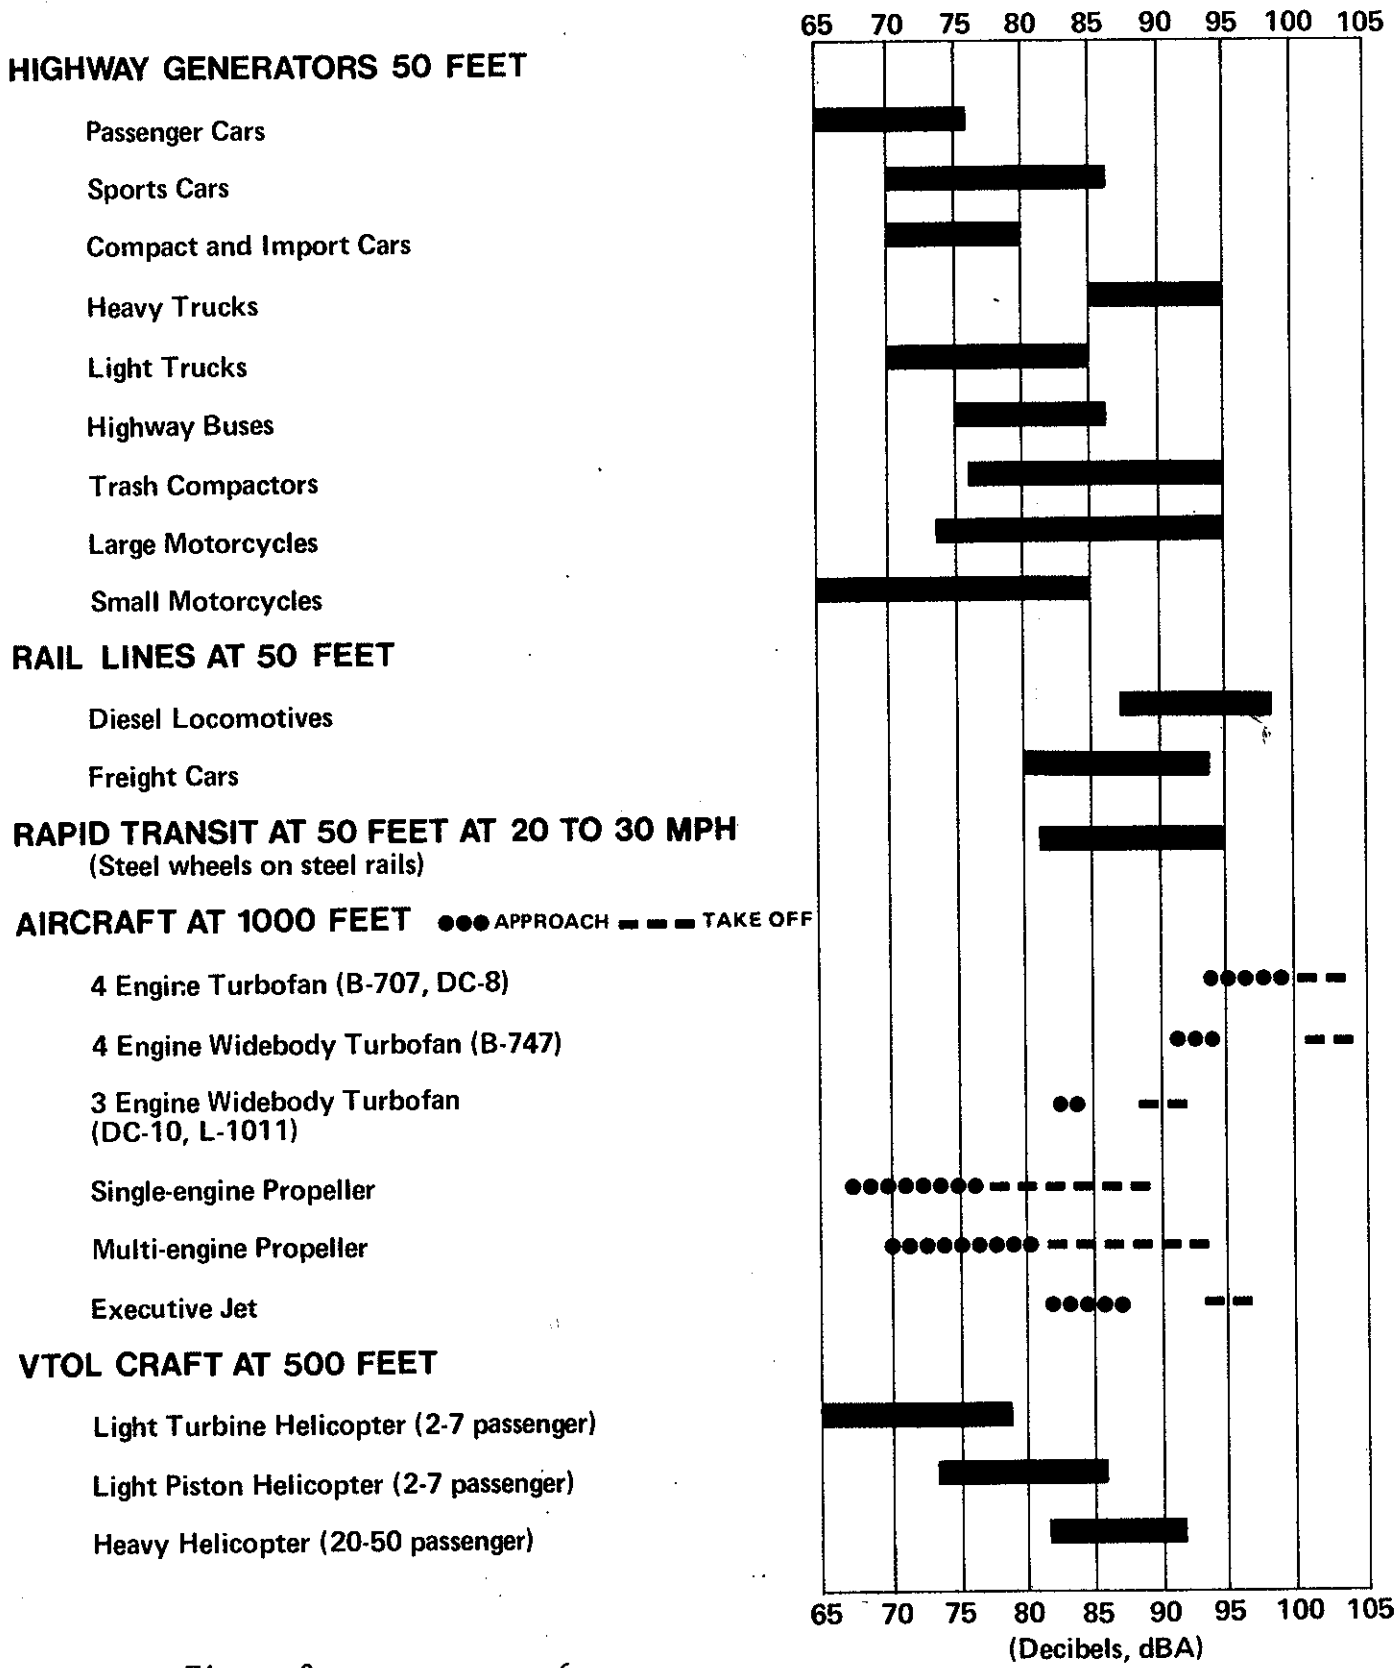 65 70 75 80 85 90 95 100 105
HIGHWAY GENERATORS 50 FEET
Passenger Cars
Sports Cars
Compact and Import Cars
Heavy Trucks
Light Trucks
Highway Buses
Trash Compactors
Large Motorcycles
Small Motorcycles
RAIL LINES AT 50 FEET
Diesel Locomotives
Freight Cars
RAPID TRANSIT AT 50 FEET AT 20 TO 30 MPH
(Steel wheels on steel rails)
AIRCRAFT AT 1000 FEET ●●● APPROACH ▬ ▬ ▬ TAKE OFF
4 Engine Turbofan (B-707, DC-8)
4 Engine Widebody Turbofan (B-747)
3 Engine Widebody Turbofan
(DC-10, L-1011)
Single-engine Propeller
Multi-engine Propeller
Executive Jet
VTOL CRAFT AT 500 FEET
Light Turbine Helicopter (2-7 passenger)
Light Piston Helicopter (2-7 passenger)
Heavy Helicopter (20-50 passenger)
65 70 75 80 85 90 95 100 105
(Decibels, dBA)